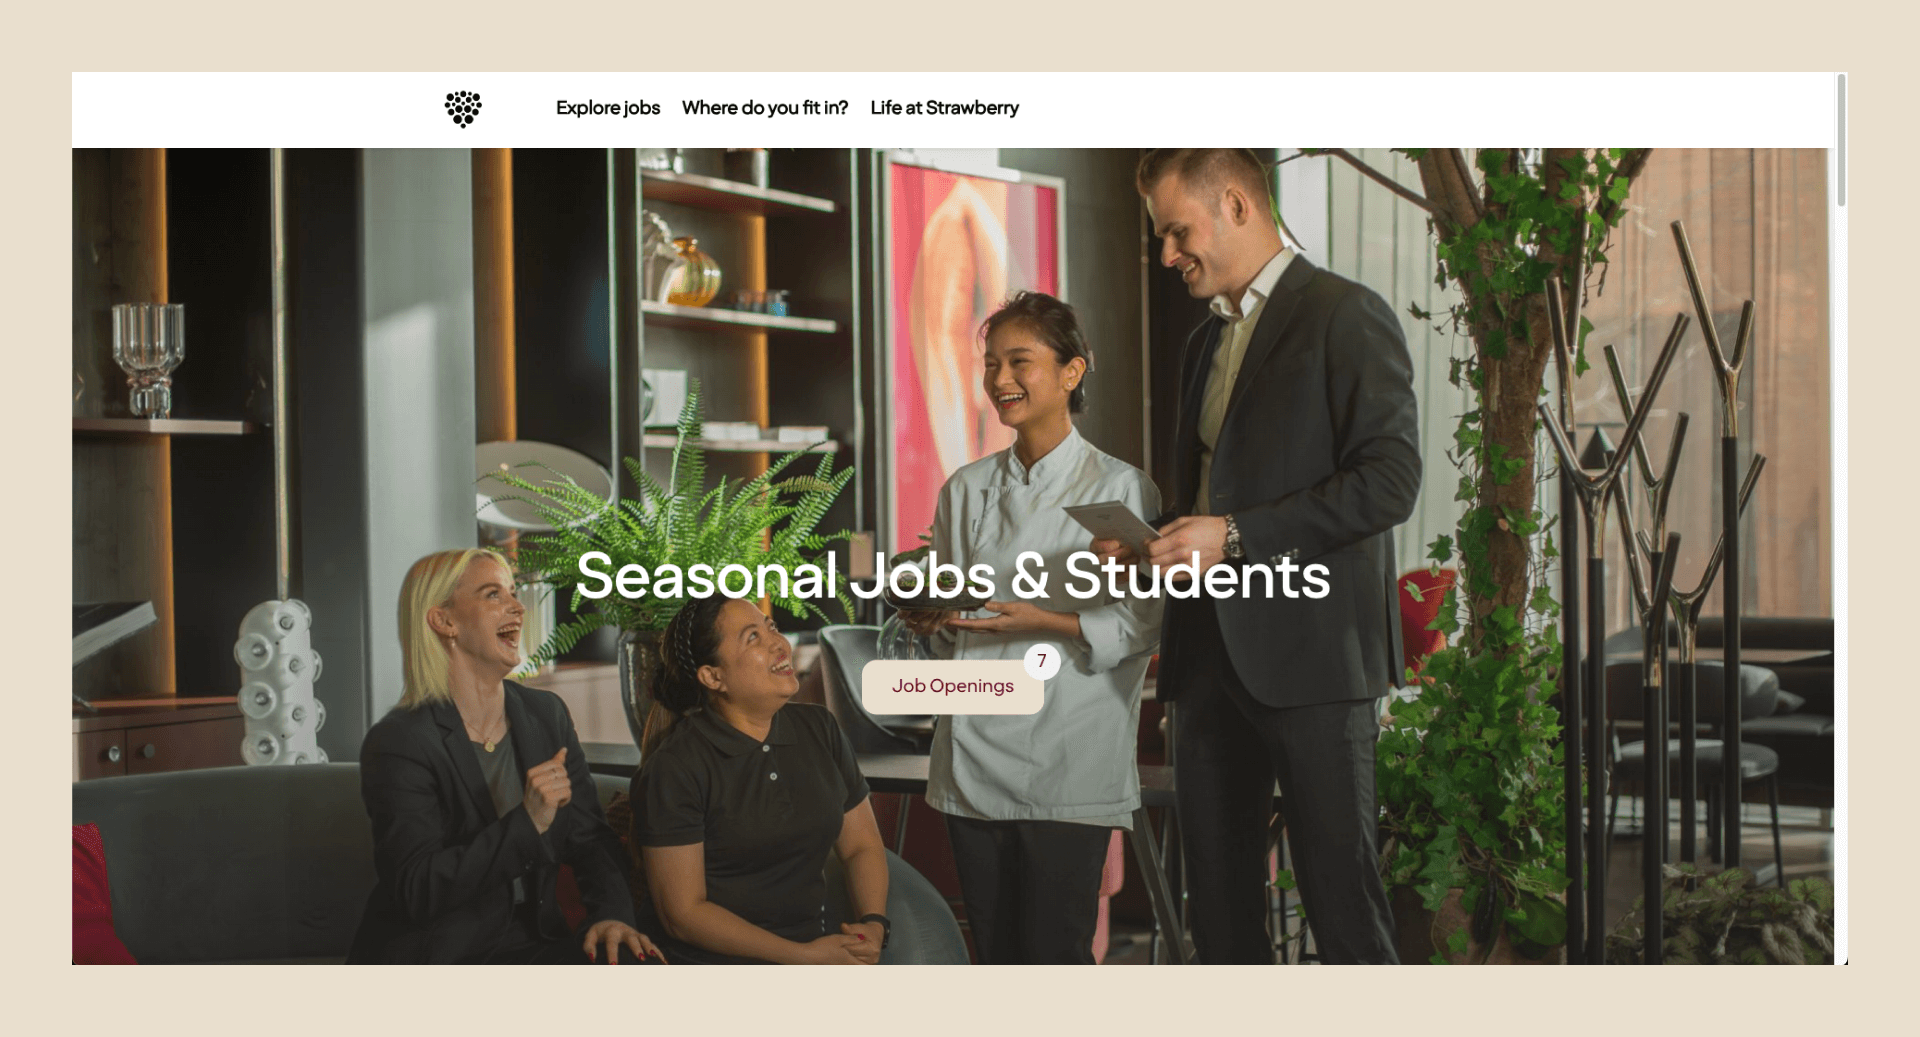 Explore jobs Where do you fit in? Life at Strawberry
Seasonal Jobs & Students
7
Job Openings